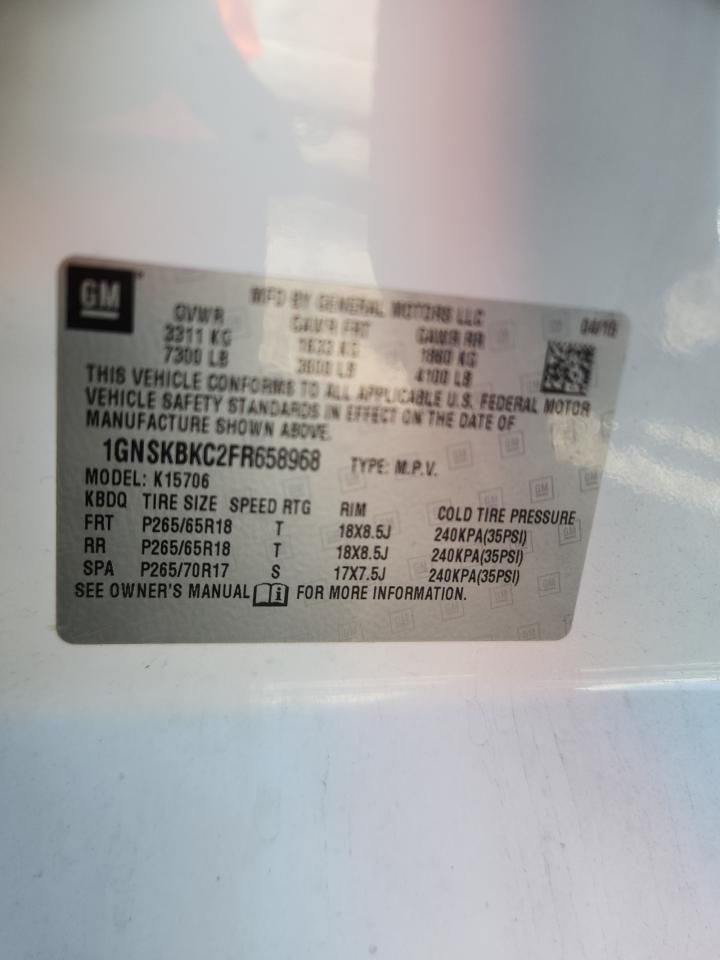 GM
MFD BY GENERAL MOTORS LLC
GVWR GAWR FRT GAWR RR
3311 KG 1633 KG 1860 KG
7300 LB 3600 LB 4100 LB
THIS VEHICLE CONFORMS TO ALL APPLICABLE U.S. FEDERAL MOTOR
VEHICLE SAFETY STANDARDS IN EFFECT ON THE DATE OF
MANUFACTURE SHOWN ABOVE.
1GNSKBKC2FR658968 TYPE: M.P.V.
MODEL: K15706
KBDQ TIRE SIZE SPEED RTG RIM COLD TIRE PRESSURE
FRT P265/65R18 T 18X8.5J 240KPA(35PSI)
RR P265/65R18 T 18X8.5J 240KPA(35PSI)
SPA P265/70R17 S 17X7.5J 240KPA(35PSI)
SEE OWNER'S MANUAL i FOR MORE INFORMATION.